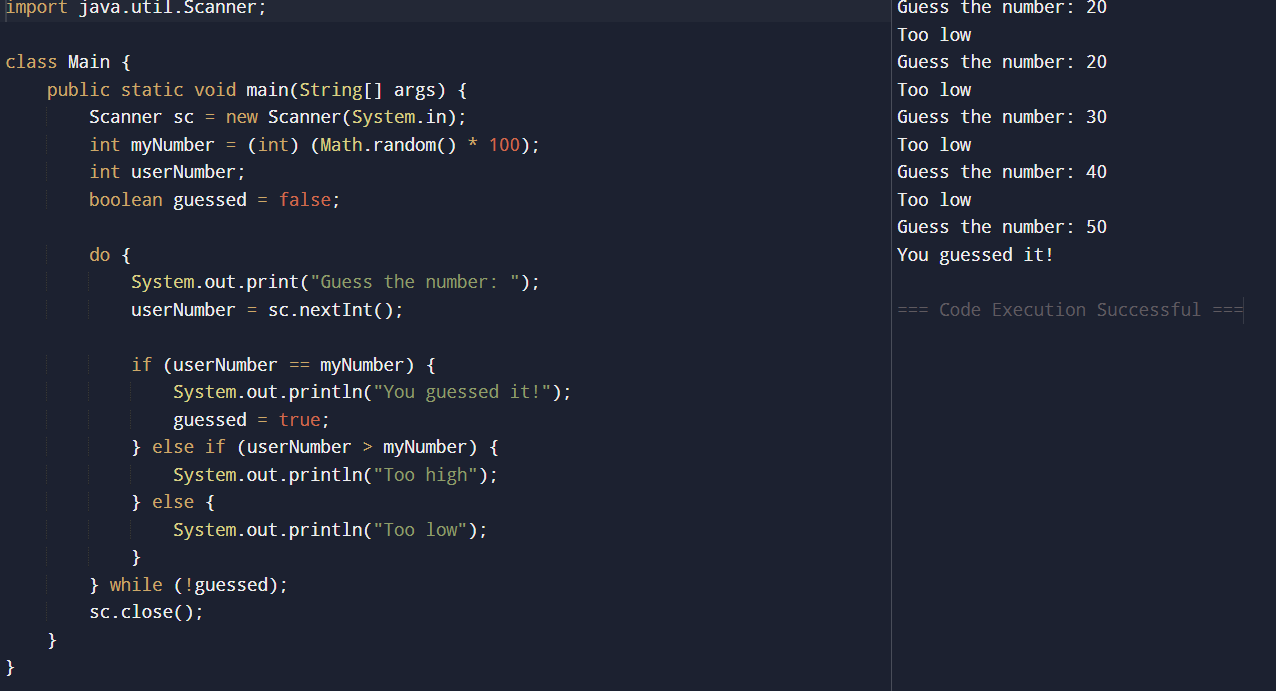 import java.util.Scanner;
class Main {
    public static void main(String[] args) {
        Scanner sc = new Scanner(System.in);
        int myNumber = (int) (Math.random() * 100);
        int userNumber;
        boolean guessed = false;
        do {
            System.out.print("Guess the number: ");
            userNumber = sc.nextInt();
            if (userNumber == myNumber) {
                System.out.println("You guessed it!");
                guessed = true;
            } else if (userNumber > myNumber) {
                System.out.println("Too high");
            } else {
                System.out.println("Too low");
            }
        } while (!guessed);
        sc.close();
    }
}
Guess the number: 20
Too low
Guess the number: 20
Too low
Guess the number: 30
Too low
Guess the number: 40
Too low
Guess the number: 50
You guessed it!
=== Code Execution Successful ===